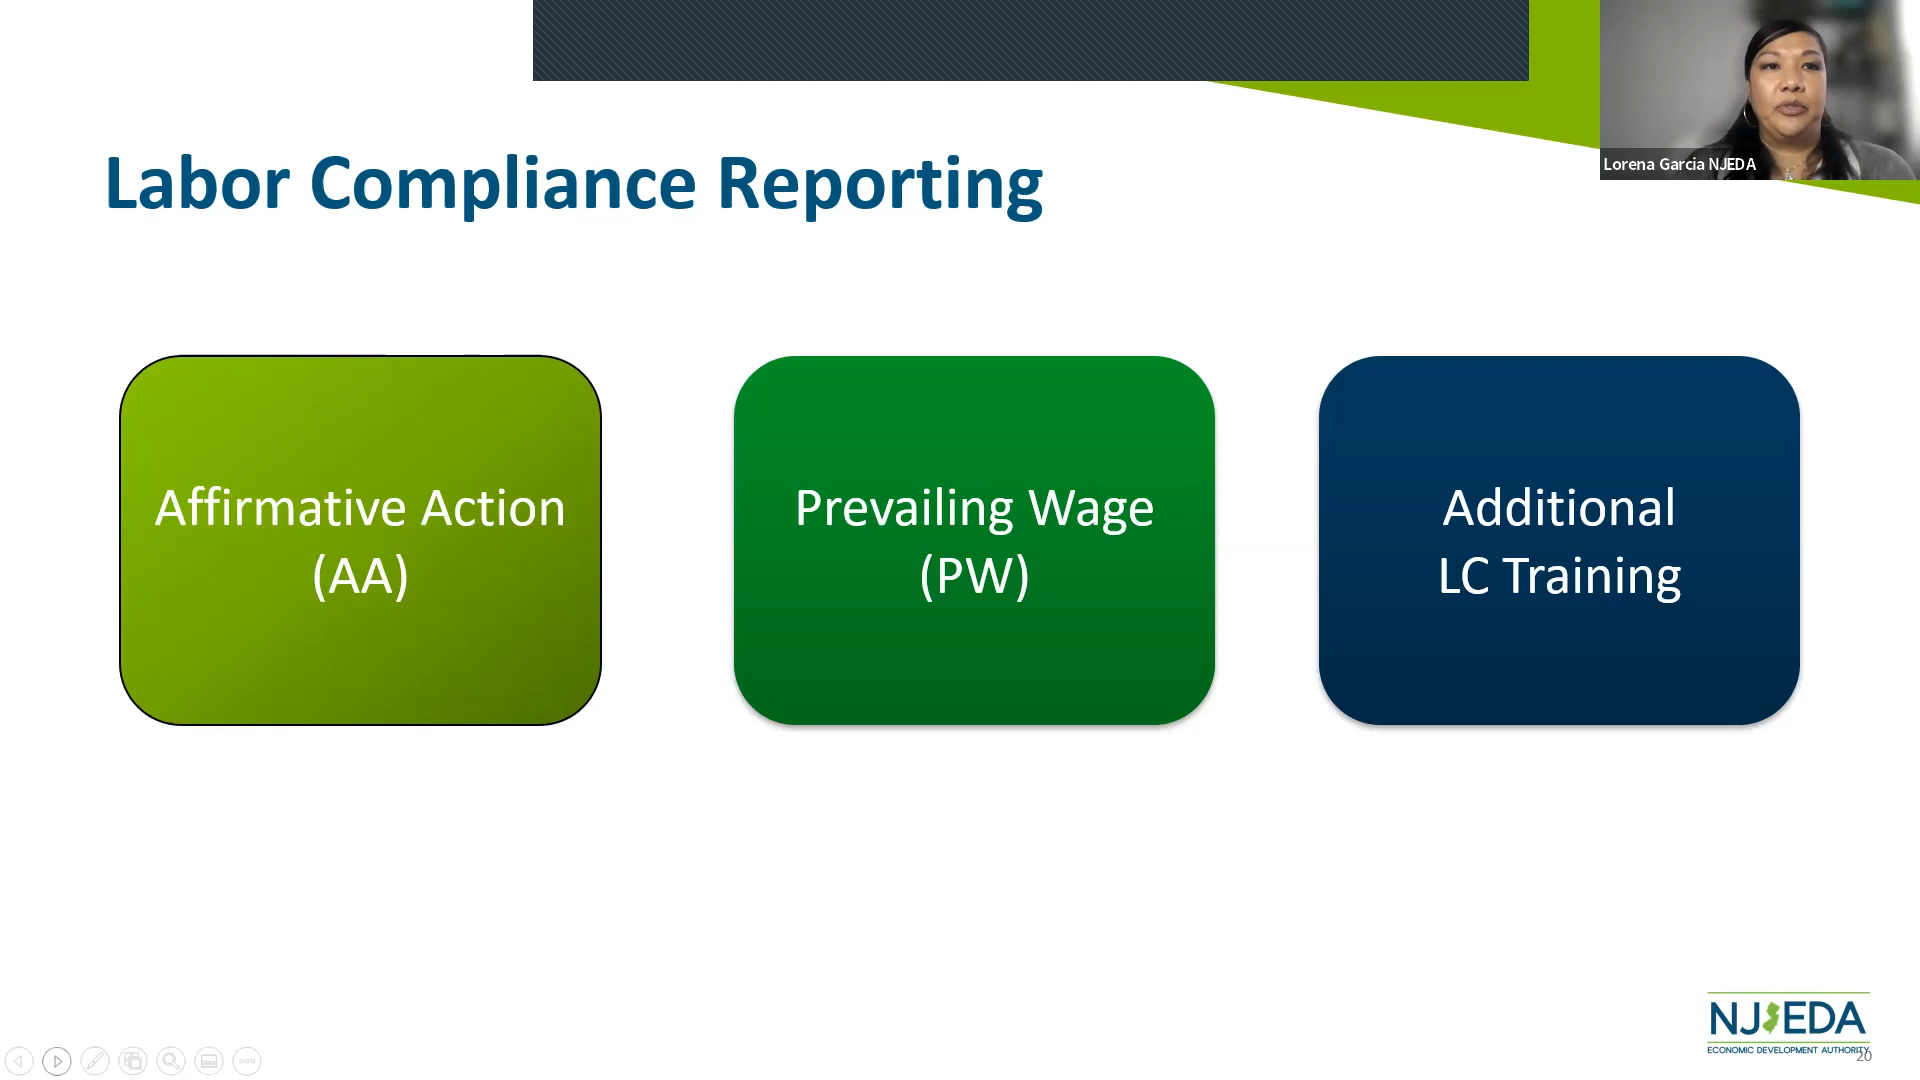 Lorena Garcia NJEDA
Labor Compliance Reporting
Affirmative Action
(AA)
Prevailing Wage
(PW)
Additional
LC Training
NJEDA
ECONOMIC DEVELOPMENT AUTHORITY
20